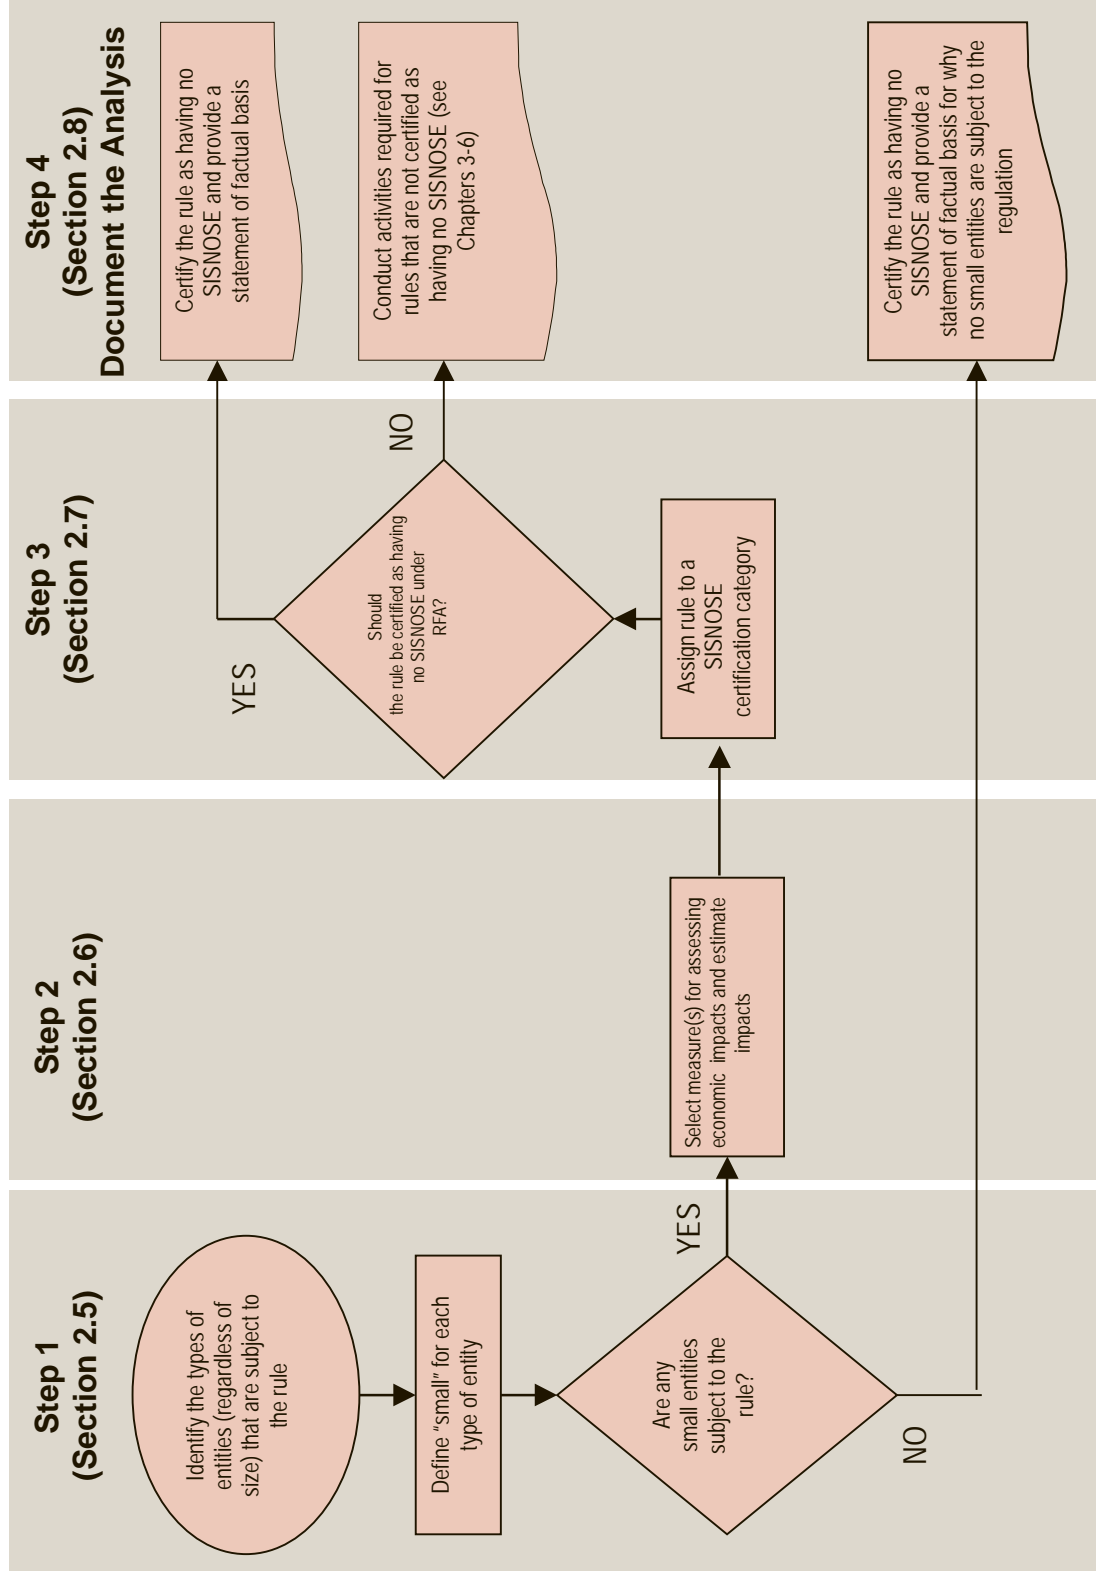 Step 1
(Section 2.5)
Identify the types of
entities (regardless of
size) that are subject to
the rule
Define "small" for each
type of entity
Are any
small entities
subject to the
rule?
YES
NO
Step 2
(Section 2.6)
Select measure(s) for assessing
economic impacts and estimate
impacts
Step 3
(Section 2.7)
Assign rule to a
SISNOSE
certification category
Should
the rule be certified as having
no SISNOSE under
RFA?
YES
NO
Step 4
(Section 2.8)
Document the Analysis
Certify the rule as having no
SISNOSE and provide a
statement of factual basis
Conduct activities required for
rules that are not certified as
having no SISNOSE (see
Chapters 3-6)
Certify the rule as having no
SISNOSE and provide a
statement of factual basis for why
no small entities are subject to the
regulation